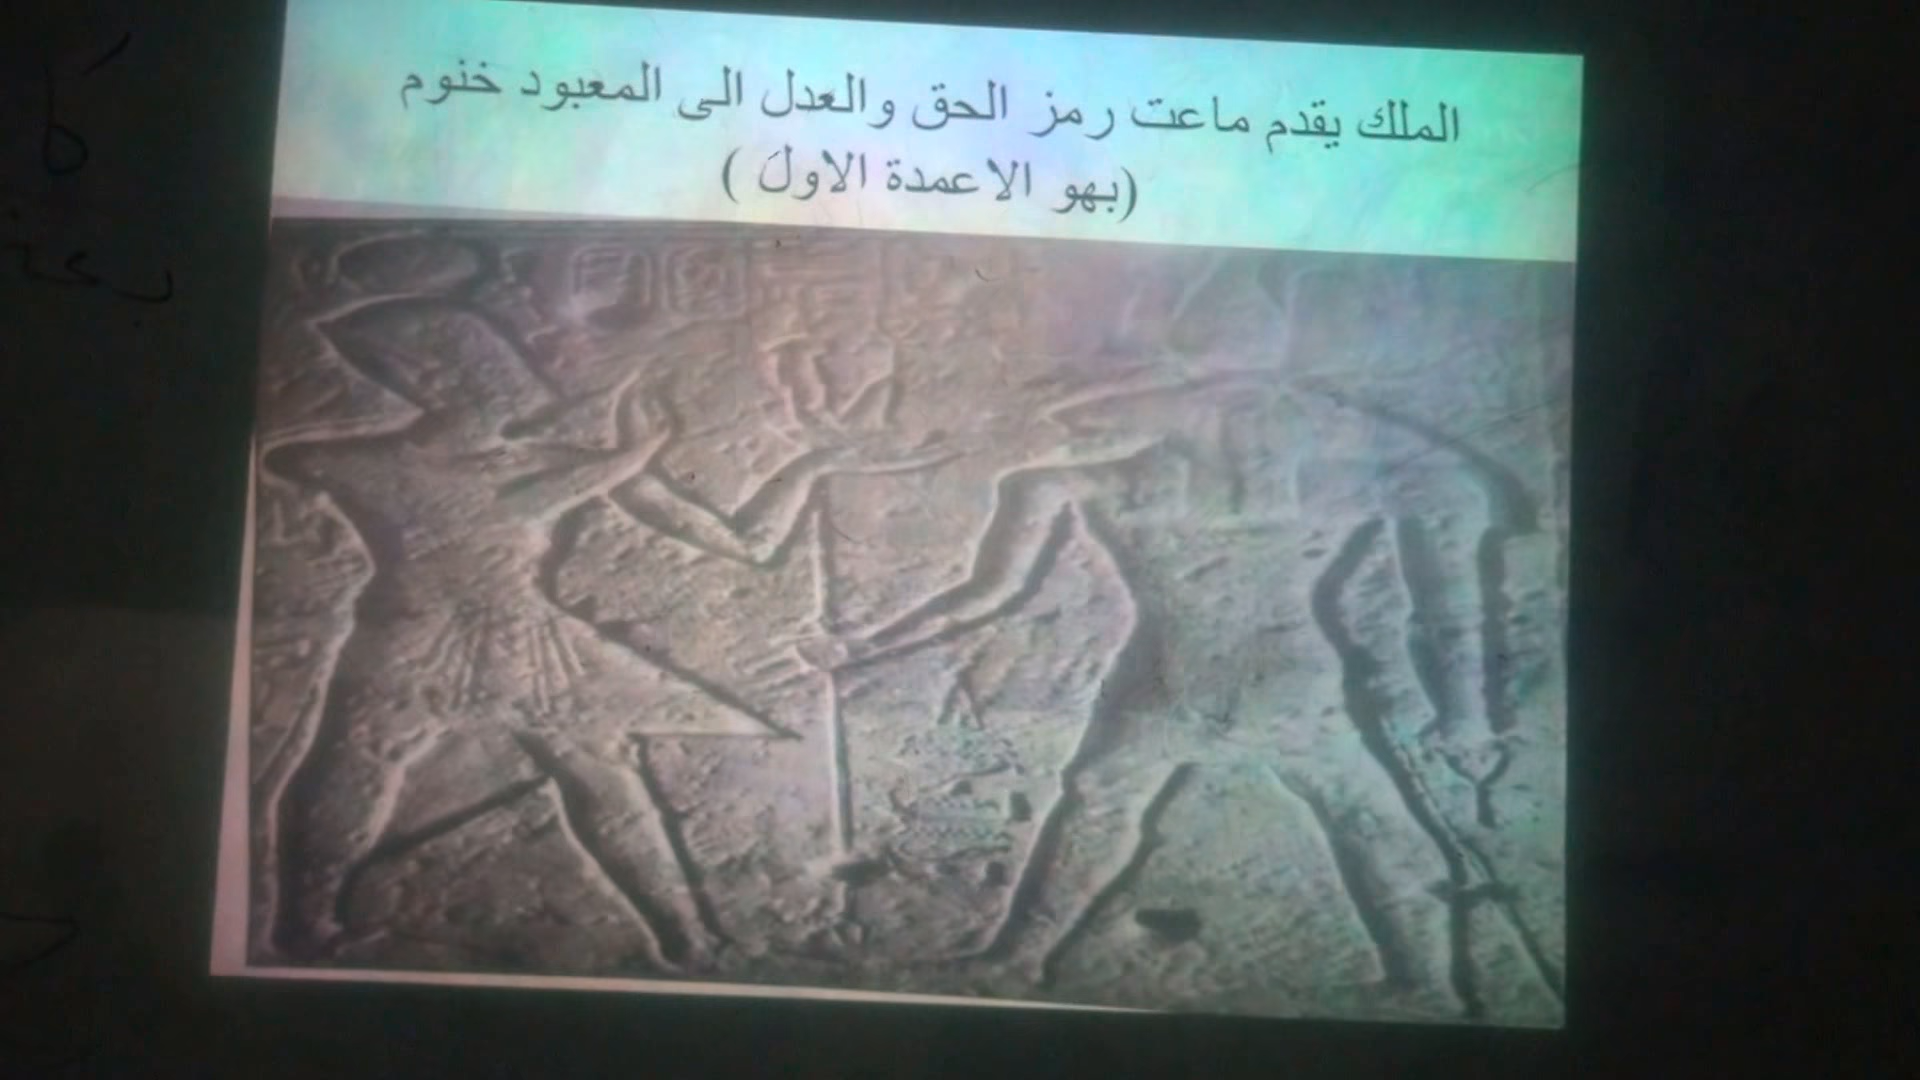 الملك يقدم ماعت رمز الحق والعدل الى المعبود خنوم
(بهو الاعمدة الاولَ )